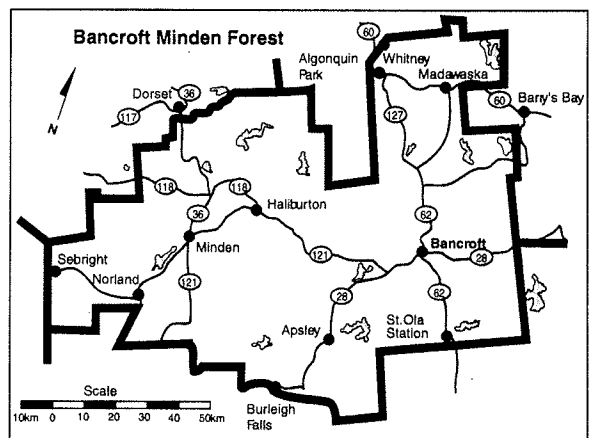 Bancroft Minden Forest
60
Algonquin
Park
Whitney
Madawaska
N
Dorset
36
117
127
60
Barry's Bay
118
118
36
Haliburton
62
Minden
Bancroft
121
28
Sebright
Norland
121
28
62
Apsley
St.Ola
Station
Scale
10km 0 10 20 30 40 50km
Burleigh
Falls